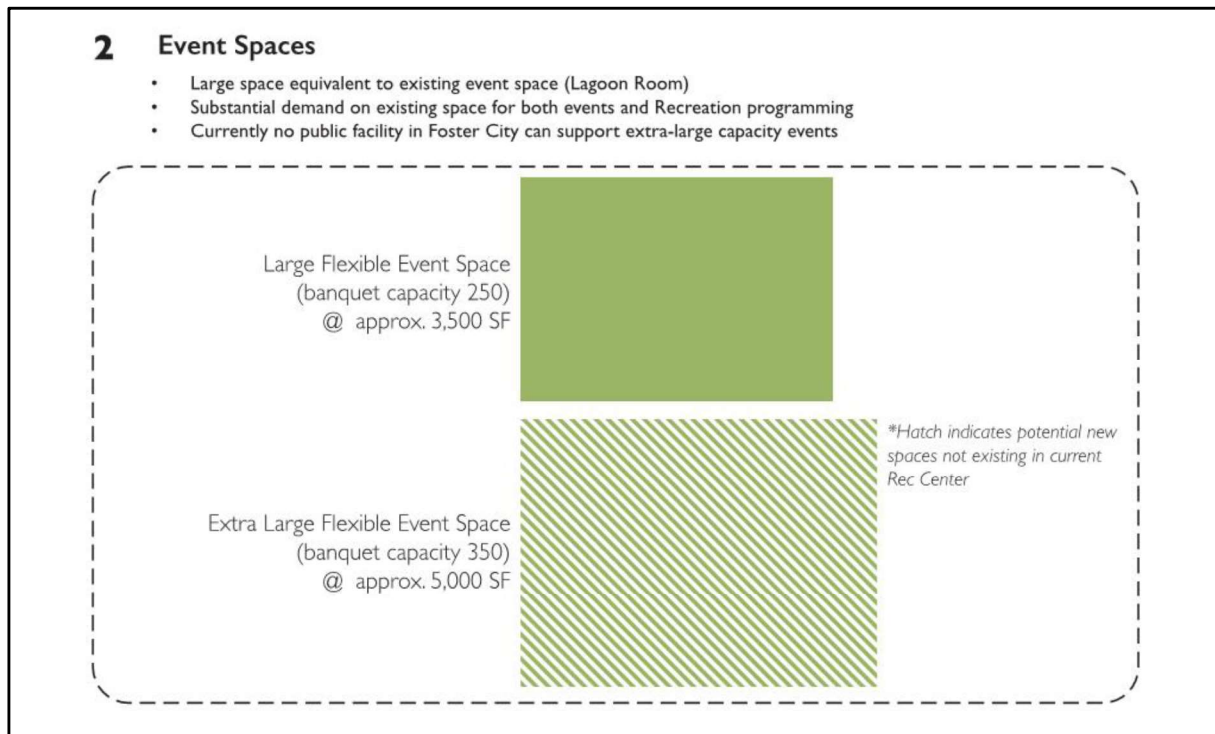 2 Event Spaces
• Large space equivalent to existing event space (Lagoon Room)
• Substantial demand on existing space for both events and Recreation programming
• Currently no public facility in Foster City can support extra-large capacity events
Large Flexible Event Space
(banquet capacity 250)
@ approx. 3,500 SF
*Hatch indicates potential new
spaces not existing in current
Rec Center
Extra Large Flexible Event Space
(banquet capacity 350)
@ approx. 5,000 SF